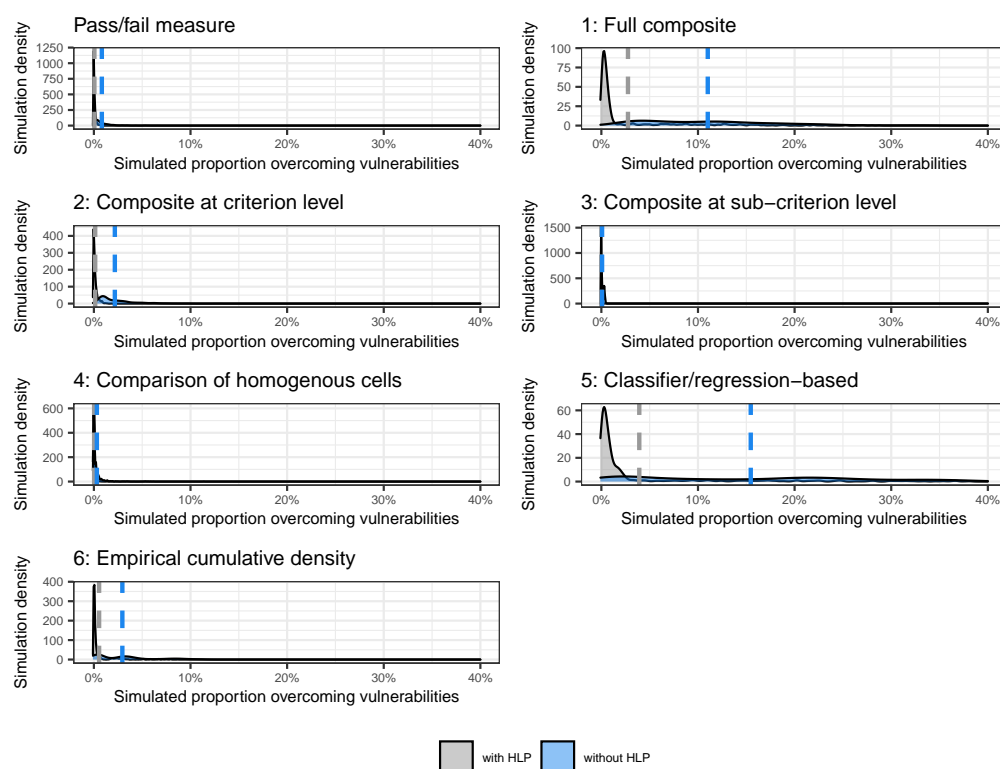 Pass/fail measure
Simulation density
1250
1000
750
500
250
0
0% 10% 20% 30% 40%
Simulated proportion overcoming vulnerabilities
1: Full composite
Simulation density
100
75
50
25
0
0% 10% 20% 30% 40%
Simulated proportion overcoming vulnerabilities
2: Composite at criterion level
Simulation density
400
300
200
100
0
0% 10% 20% 30% 40%
Simulated proportion overcoming vulnerabilities
3: Composite at sub−criterion level
Simulation density
1500
1000
500
0
0% 10% 20% 30% 40%
Simulated proportion overcoming vulnerabilities
4: Comparison of homogenous cells
Simulation density
600
400
200
0
0% 10% 20% 30% 40%
Simulated proportion overcoming vulnerabilities
5: Classifier/regression−based
Simulation density
60
40
20
0
0% 10% 20% 30% 40%
Simulated proportion overcoming vulnerabilities
6: Empirical cumulative density
Simulation density
400
300
200
100
0
0% 10% 20% 30% 40%
Simulated proportion overcoming vulnerabilities
with HLP without HLP